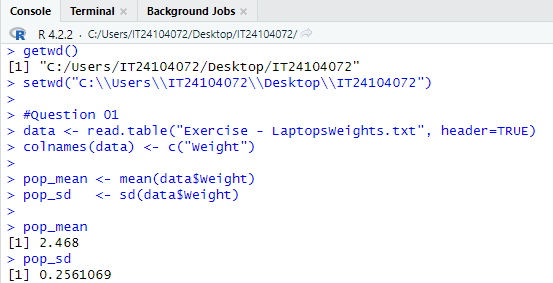 Console Terminal × Background Jobs ×
R 4.2.2 · C:/Users/IT24104072/Desktop/IT24104072/
> getwd()
[1] "C:/Users/IT24104072/Desktop/IT24104072"
> setwd("C:\\Users\\IT24104072\\Desktop\\IT24104072")
>
> #Question 01
> data <- read.table("Exercise - LaptopsWeights.txt", header=TRUE)
> colnames(data) <- c("Weight")
>
> pop_mean <- mean(data$Weight)
> pop_sd   <- sd(data$Weight)
>
> pop_mean
[1] 2.468
> pop_sd
[1] 0.2561069